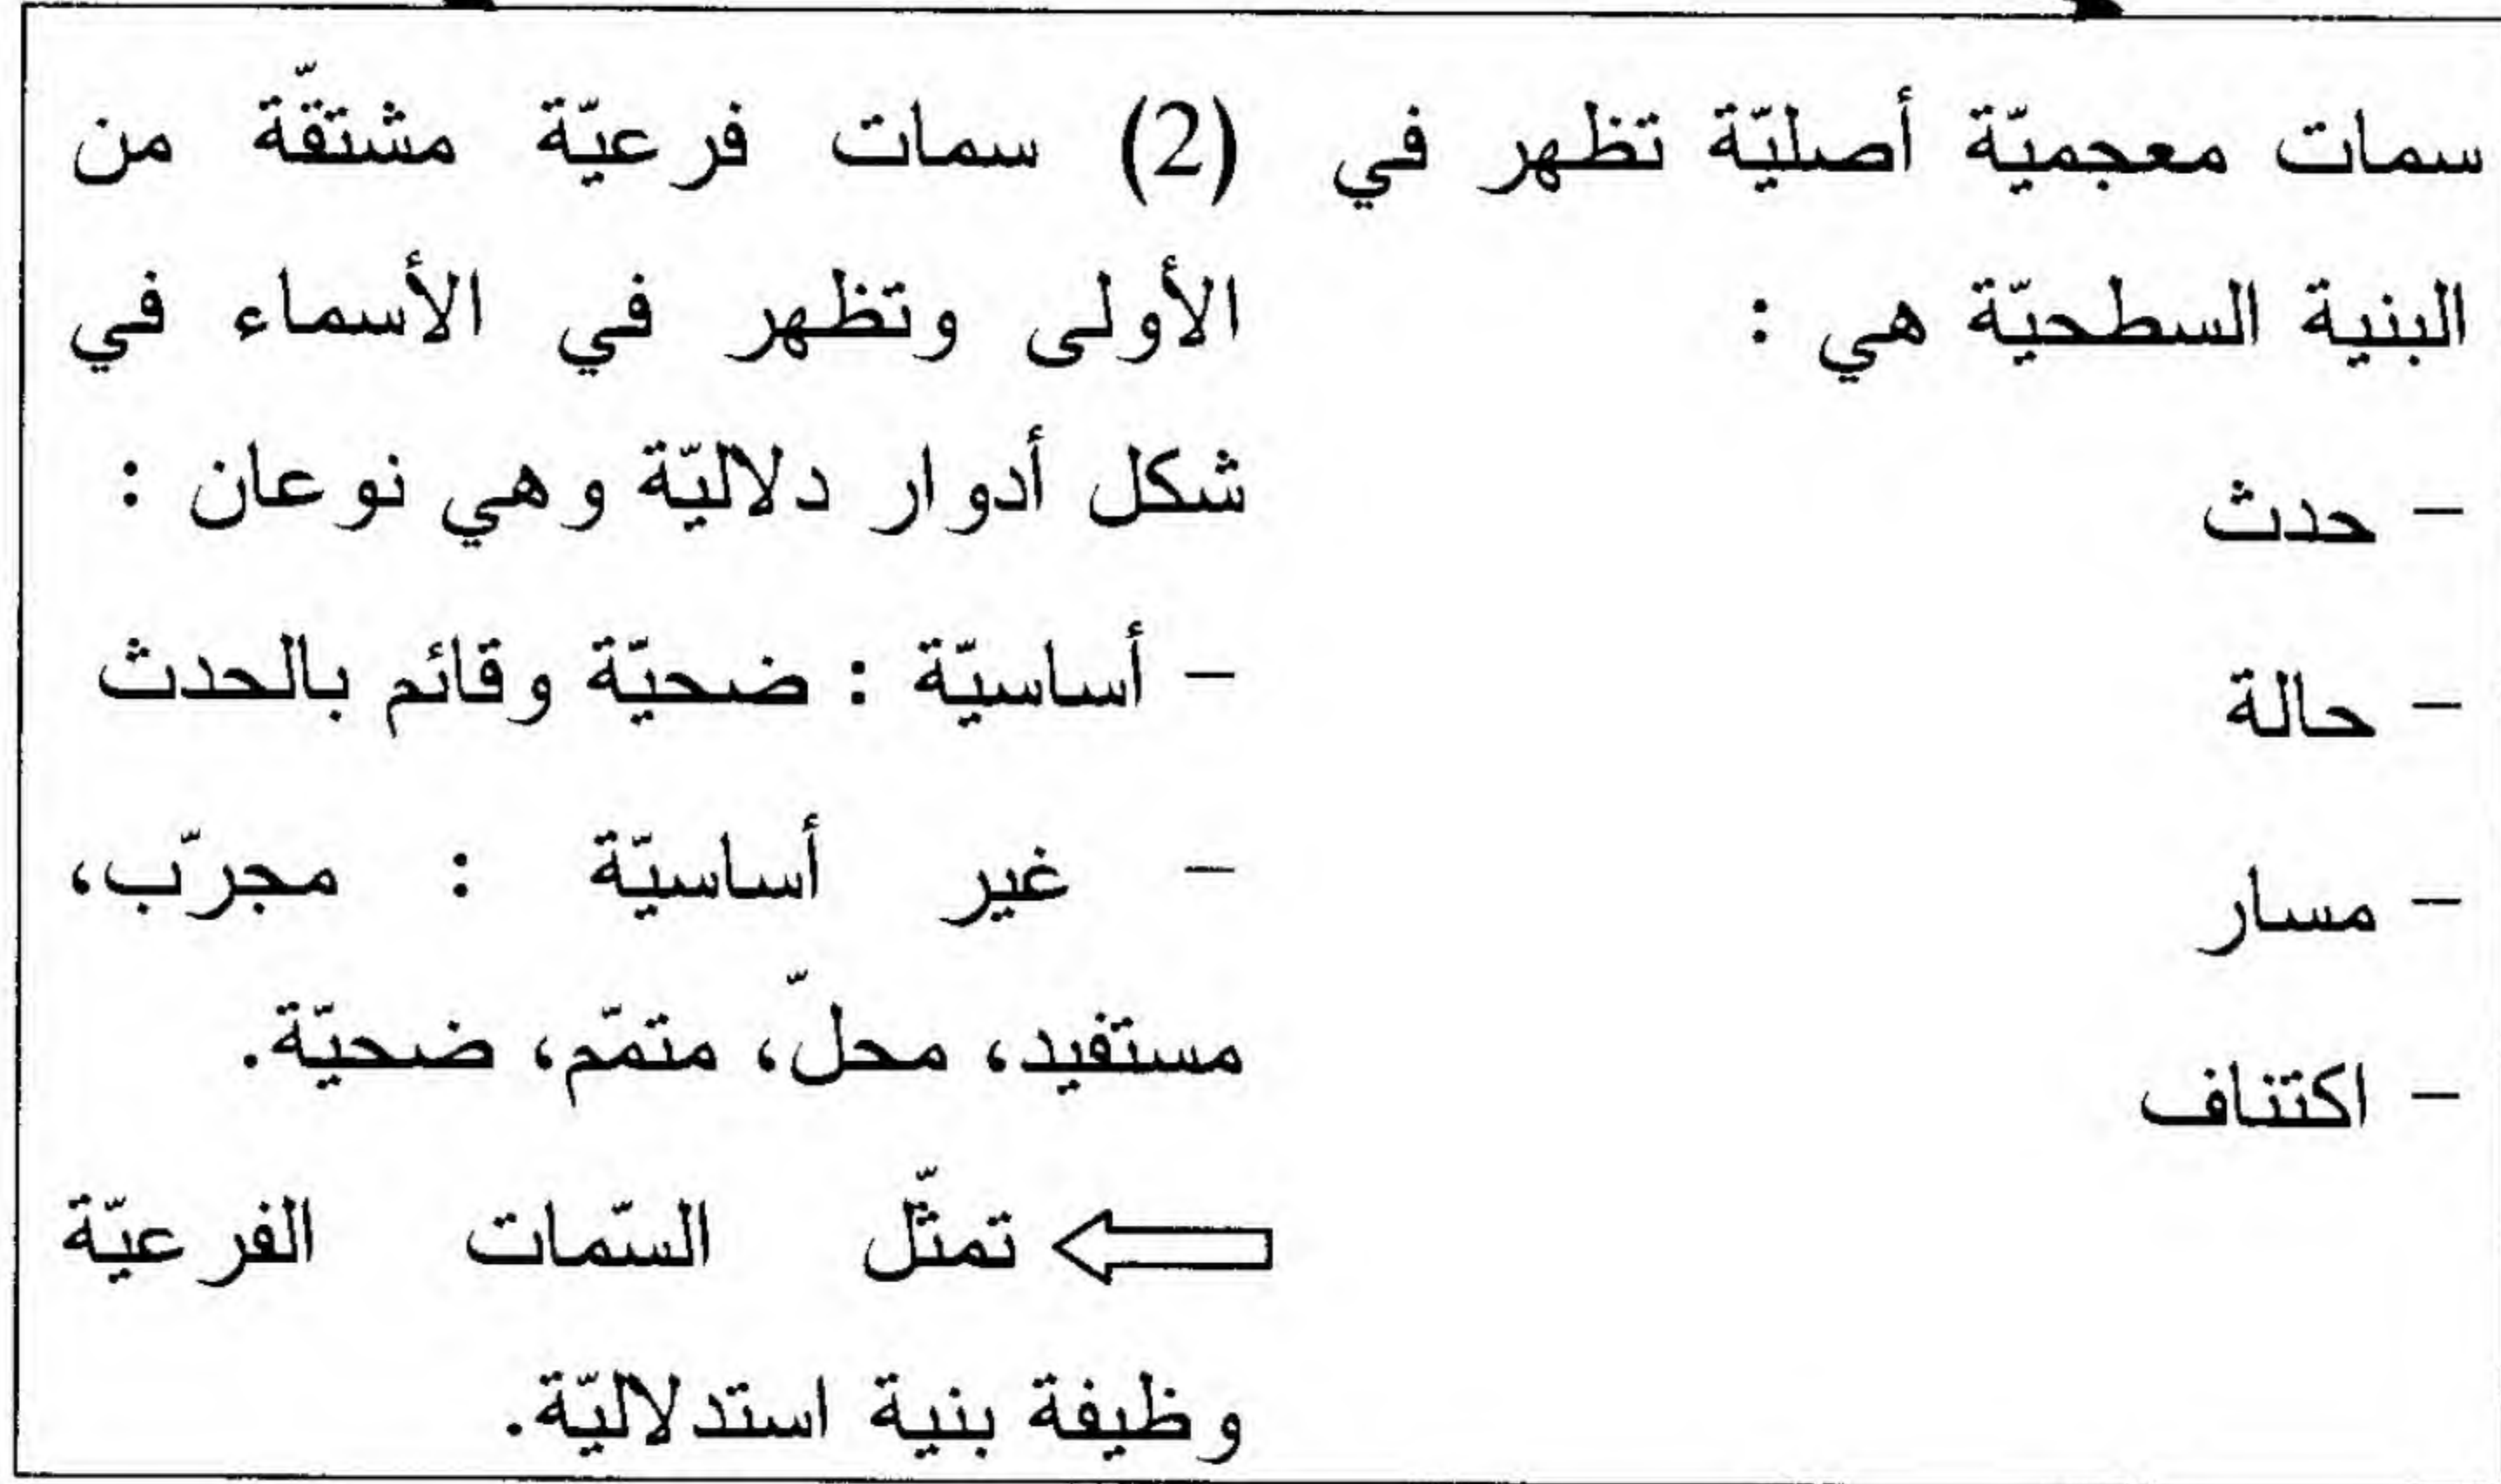 سمات معجميّة أصليّة تظهر في
البنية السطحيّة هي :
– حدث
– حالة
– مسار
– اكتناف
(2) سمات فرعيّة مشتقّة من
الأولى وتظهر في الأسماء في
شكل أدوار دلاليّة وهي نوعان :
– أساسيّة : ضحيّة وقائم بالحدث
– غير أساسيّة : مجرّب،
مستفيد، محلّ، متمّم، ضحيّة.
⇐ تمثّل السّمات الفرعيّة
وظيفة بنية استدلاليّة.